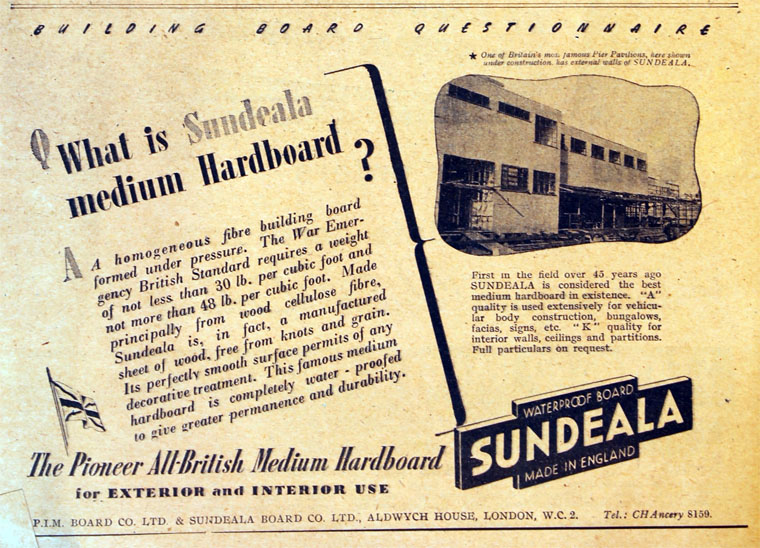 BUILDING BOARD QUESTIONNAIRE
★ One of Britain's most famous Pier Pavilions, here shown
under construction, has external walls of SUNDEALA.
Q What is Sundeala
medium Hardboard ?
A A homogeneous fibre building board
formed under pressure. The War Emer-
gency British Standard requires a weight
of not less than 30 lb. per cubic foot and
not more than 48 lb. per cubic foot. Made
principally from wood cellulose fibre,
Sundeala is, in fact, a manufactured
sheet of wood, free from knots and grain.
Its perfectly smooth surface permits of any
decorative treatment. This famous medium
hardboard is completely water-proofed
to give greater permanence and durability.
First in the field over 45 years ago
SUNDEALA is considered the best
medium hardboard in existence. "A"
quality is used extensively for vehicu-
lar body construction, bungalows,
facias, signs, etc. "K" quality for
interior walls, ceilings and partitions.
Full particulars on request.
The Pioneer All-British Medium Hardboard
for EXTERIOR and INTERIOR USE
WATERPROOF BOARD
SUNDEALA
MADE IN ENGLAND
P.I.M. BOARD CO. LTD. & SUNDEALA BOARD CO. LTD., ALDWYCH HOUSE, LONDON, W.C.2. Tel.: CHAncery 8159.